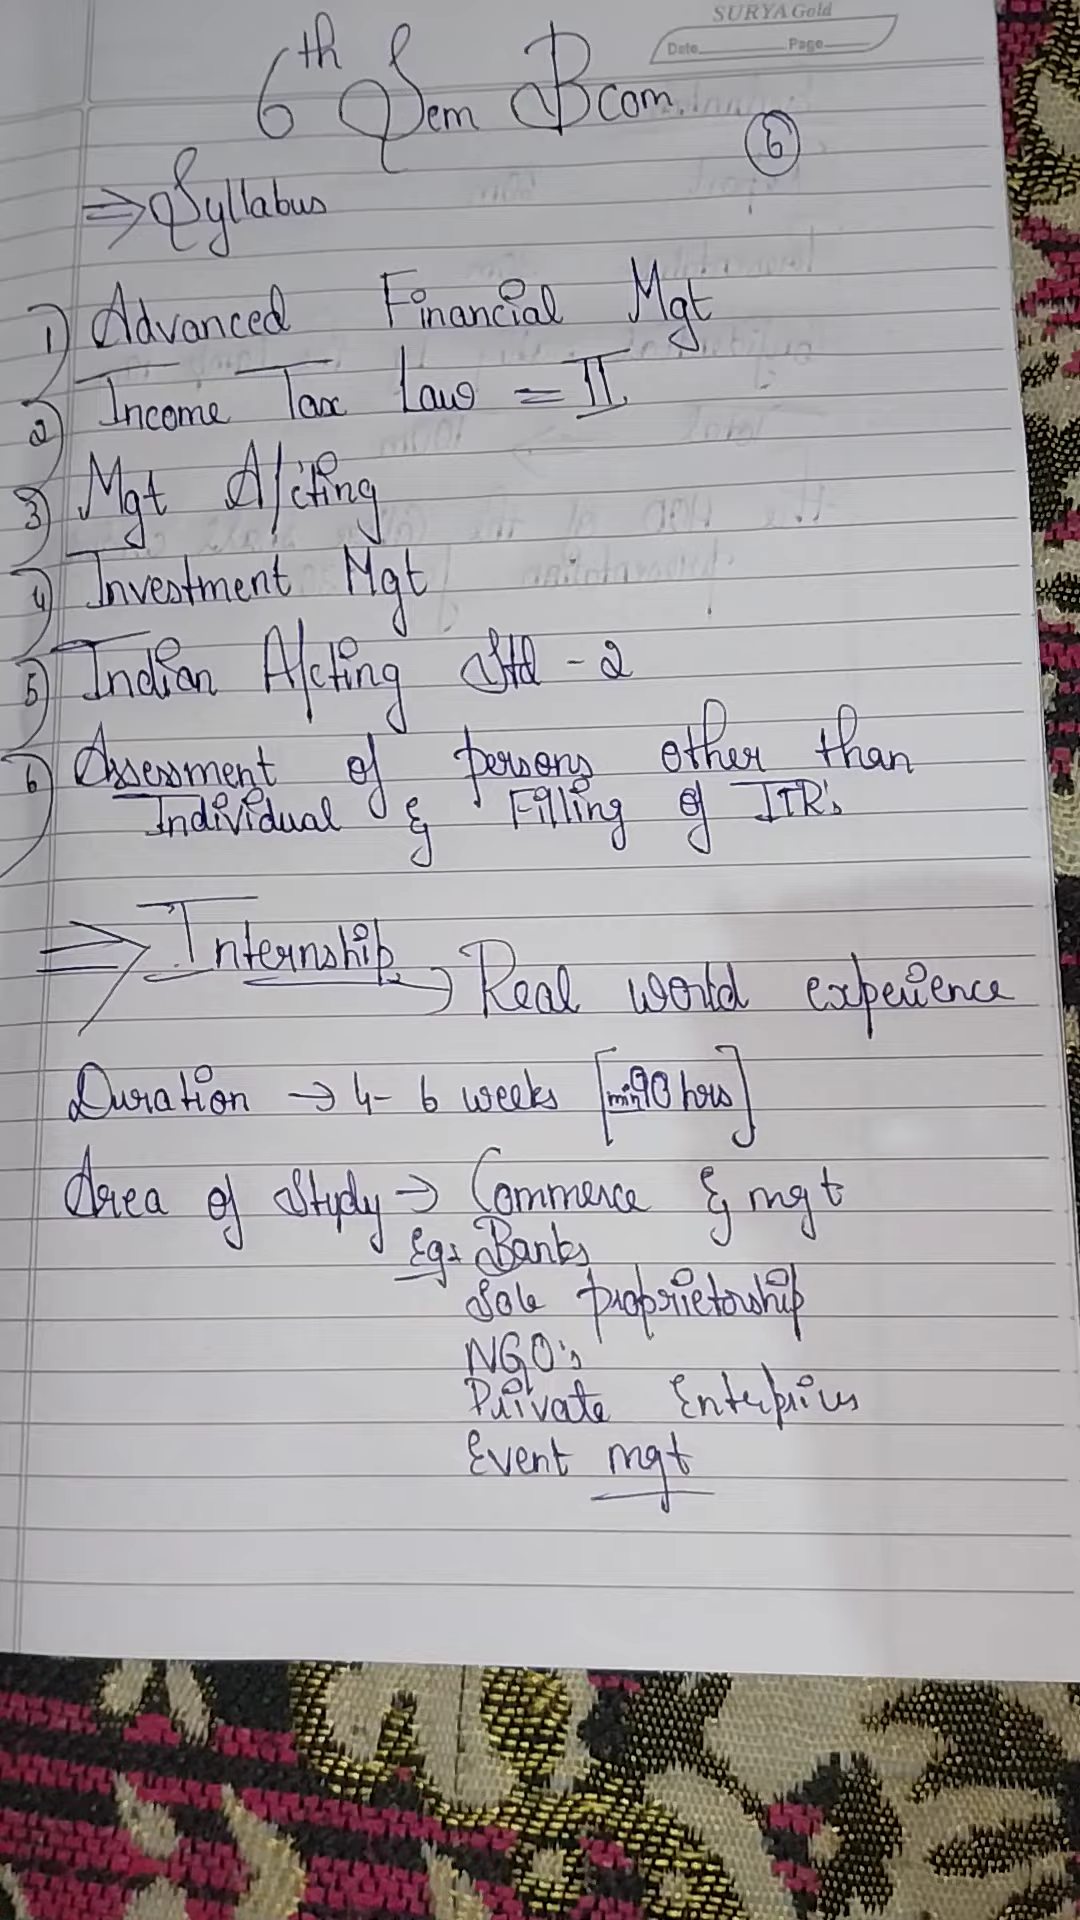 SURYA Gold
Date Page
6th Sem Bcom
6
⇒ Syllabus
1) Advanced Financial Mgt
2) Income Tax Law = II
3) Mgt A/cting
4) Investment Mgt
5) Indian A/cting Std - 2
6) Assessment of persons other than
Individual & Filling of ITR's
⇒ Internship → Real world experience
Duration → 4- 6 weeks [min 90 hours]
Area of Study → Commerce & mgt
Eg: Banks
Sole proprietorship
NGO's
Private Enterprises
Event mgt